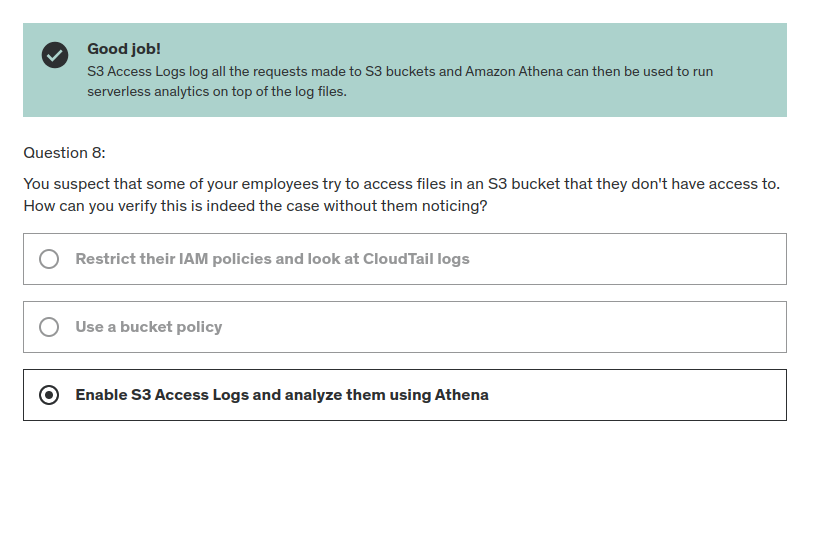 Good job!
S3 Access Logs log all the requests made to S3 buckets and Amazon Athena can then be used to run
serverless analytics on top of the log files.
Question 8:
You suspect that some of your employees try to access files in an S3 bucket that they don't have access to.
How can you verify this is indeed the case without them noticing?
Restrict their IAM policies and look at CloudTail logs
Use a bucket policy
Enable S3 Access Logs and analyze them using Athena